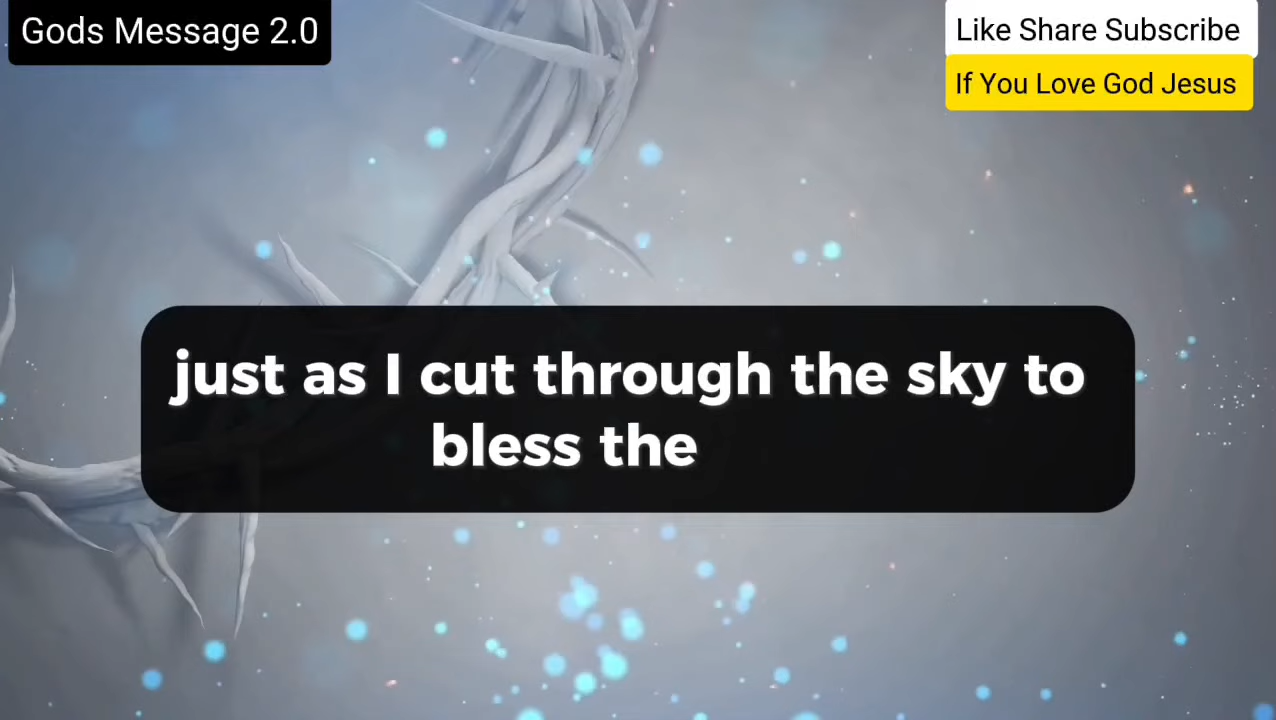 Gods Message 2.0
Like Share Subscribe
If You Love God Jesus
just as I cut through the sky to
bless the